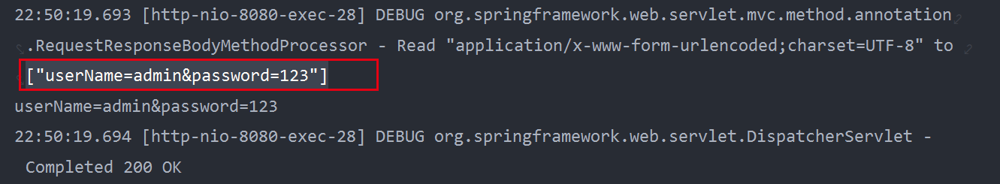 22:50:19.693 [http-nio-8080-exec-28] DEBUG org.springframework.web.servlet.mvc.method.annotation
.RequestResponseBodyMethodProcessor - Read "application/x-www-form-urlencoded;charset=UTF-8" to
["userName=admin&password=123"]
userName=admin&password=123
22:50:19.694 [http-nio-8080-exec-28] DEBUG org.springframework.web.servlet.DispatcherServlet -
Completed 200 OK